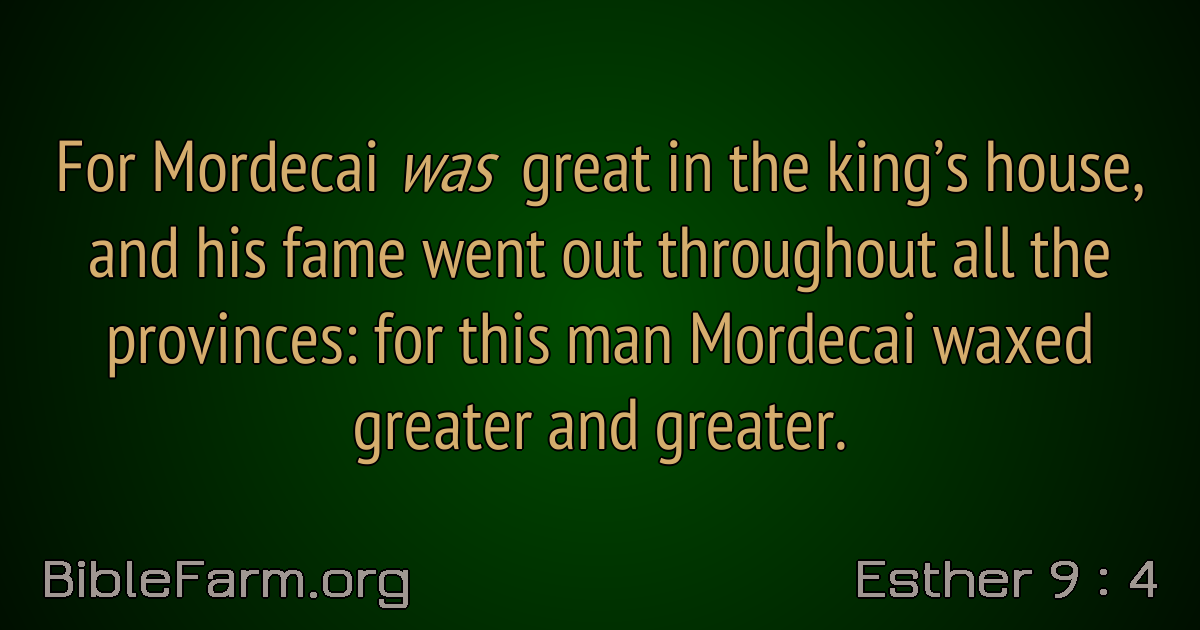 For Mordecai was great in the king’s house,
and his fame went out throughout all the
provinces: for this man Mordecai waxed
greater and greater.
BibleFarm.org
Esther 9 : 4